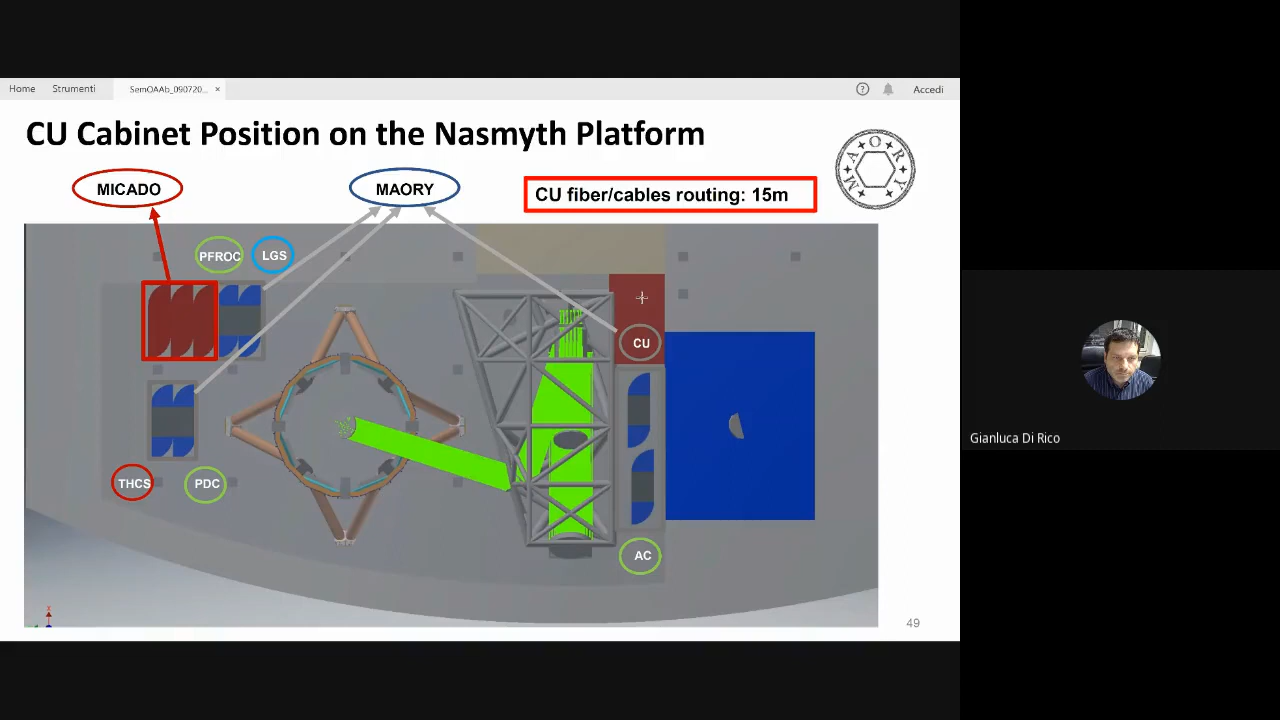 Home Strumenti SemOAAb_090720... × ? Accedi
CU Cabinet Position on the Nasmyth Platform
MAORY
MICADO
MAORY
CU fiber/cables routing: 15m
PFROC
LGS
CU
THCS
PDC
AC
x
49
Gianluca Di Rico